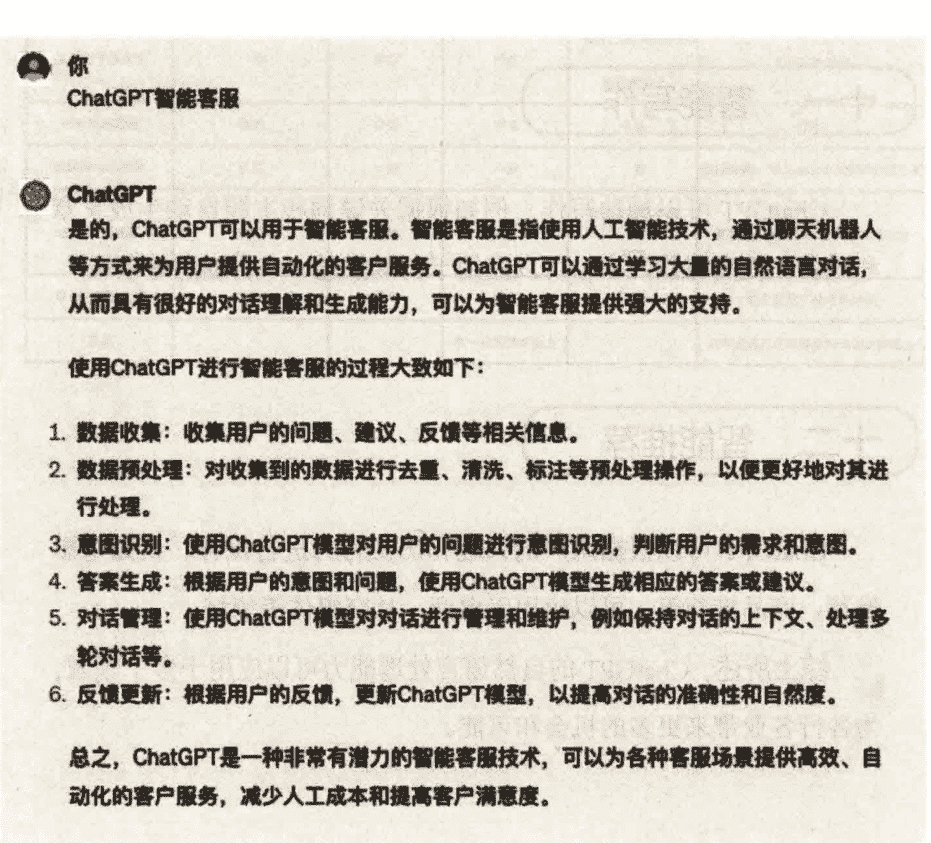 你
ChatGPT智能客服
ChatGPT
是的，ChatGPT可以用于智能客服。智能客服是指使用人工智能技术，通过聊天机器人
等方式来为用户提供自动化的客户服务。ChatGPT可以通过学习大量的自然语言对话，
从而具有很好的对话理解和生成能力，可以为智能客服提供强大的支持。
使用ChatGPT进行智能客服的过程大致如下：
1. 数据收集：收集用户的问题、建议、反馈等相关信息。
2. 数据预处理：对收集到的数据进行去重、清洗、标注等预处理操作，以便更好地对其进
行处理。
3. 意图识别：使用ChatGPT模型对用户的问题进行意图识别，判断用户的需求和意图。
4. 答案生成：根据用户的意图和问题，使用ChatGPT模型生成相应的答案或建议。
5. 对话管理：使用ChatGPT模型对对话进行管理和维护，例如保持对话的上下文、处理多
轮对话等。
6. 反馈更新：根据用户的反馈，更新ChatGPT模型，以提高对话的准确性和自然度。
总之，ChatGPT是一种非常有潜力的智能客服技术，可以为各种客服场景提供高效、自
动化的客户服务，减少人工成本和提高客户满意度。